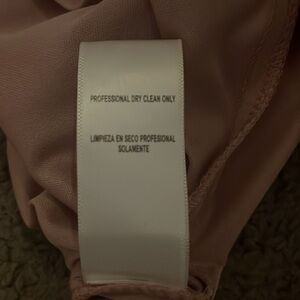 PROFESSIONAL DRY CLEAN ONLY
LIMPIEZA EN SECO PROFESIONAL
SOLAMENTE